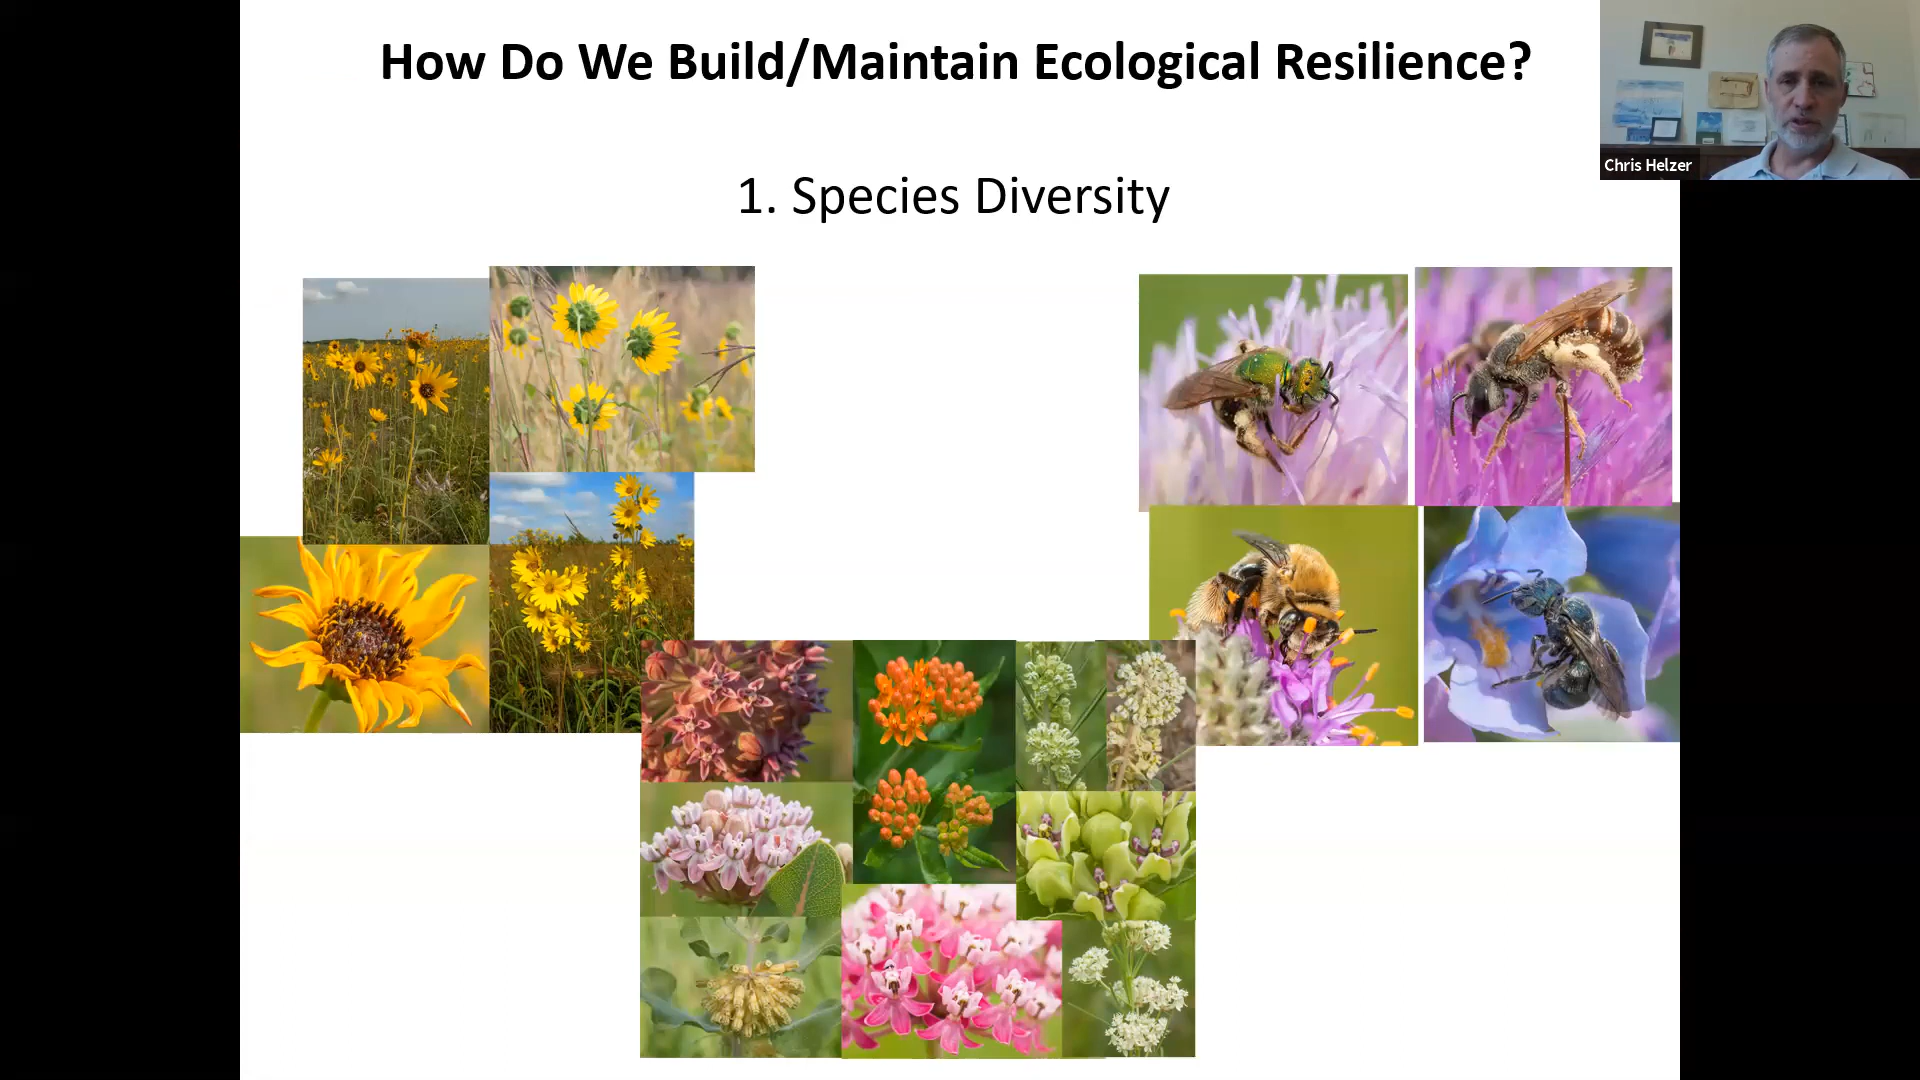 How Do We Build/Maintain Ecological Resilience?
1. Species Diversity
Chris Helzer